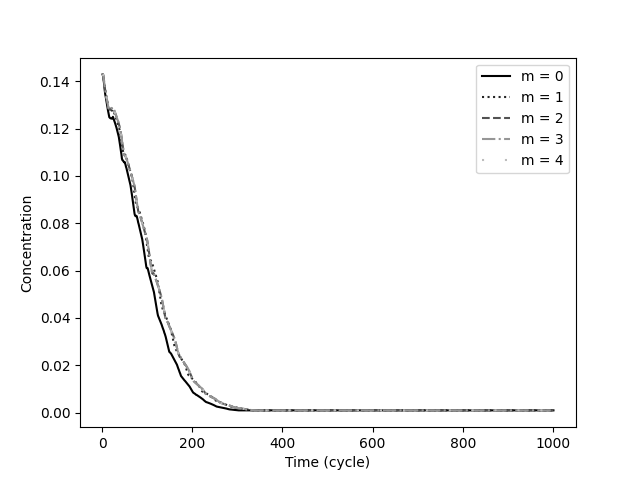 m = 0
m = 1
m = 2
m = 3
m = 4
0.14
0.12
0.10
0.08
0.06
0.04
0.02
0.00
Concentration
0
200
400
600
800
1000
Time (cycle)